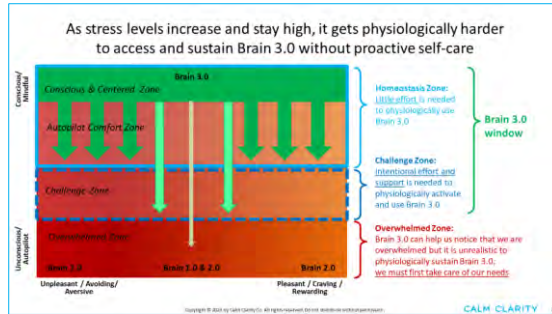 As stress levels increase and stay high, it gets physiologically harder
to access and sustain Brain 3.0 without proactive self-care
Conscious/
Mindful
Brain 3.0
Conscious & Centered Zone
Autopilot Comfort Zone
Challenge Zone
Overwhelmed Zone
Unconscious/
Autopilot
Brain 1.0 & 2.0
Brain 2.0
Unpleasant / Avoiding/
Aversive
Pleasant / Craving /
Rewarding
Homeostasis Zone:
Little effort is needed
to physiologically use
Brain 3.0
Challenge Zone:
Intentional effort and
support is needed to
physiologically activate
and use Brain 3.0
Brain 3.0
window
Overwhelmed Zone:
Brain 3.0 can help us notice that we are
overwhelmed but it is unrealistic to
physiologically sustain Brain 3.0,
we must first take care of our needs
CALM CLARITY